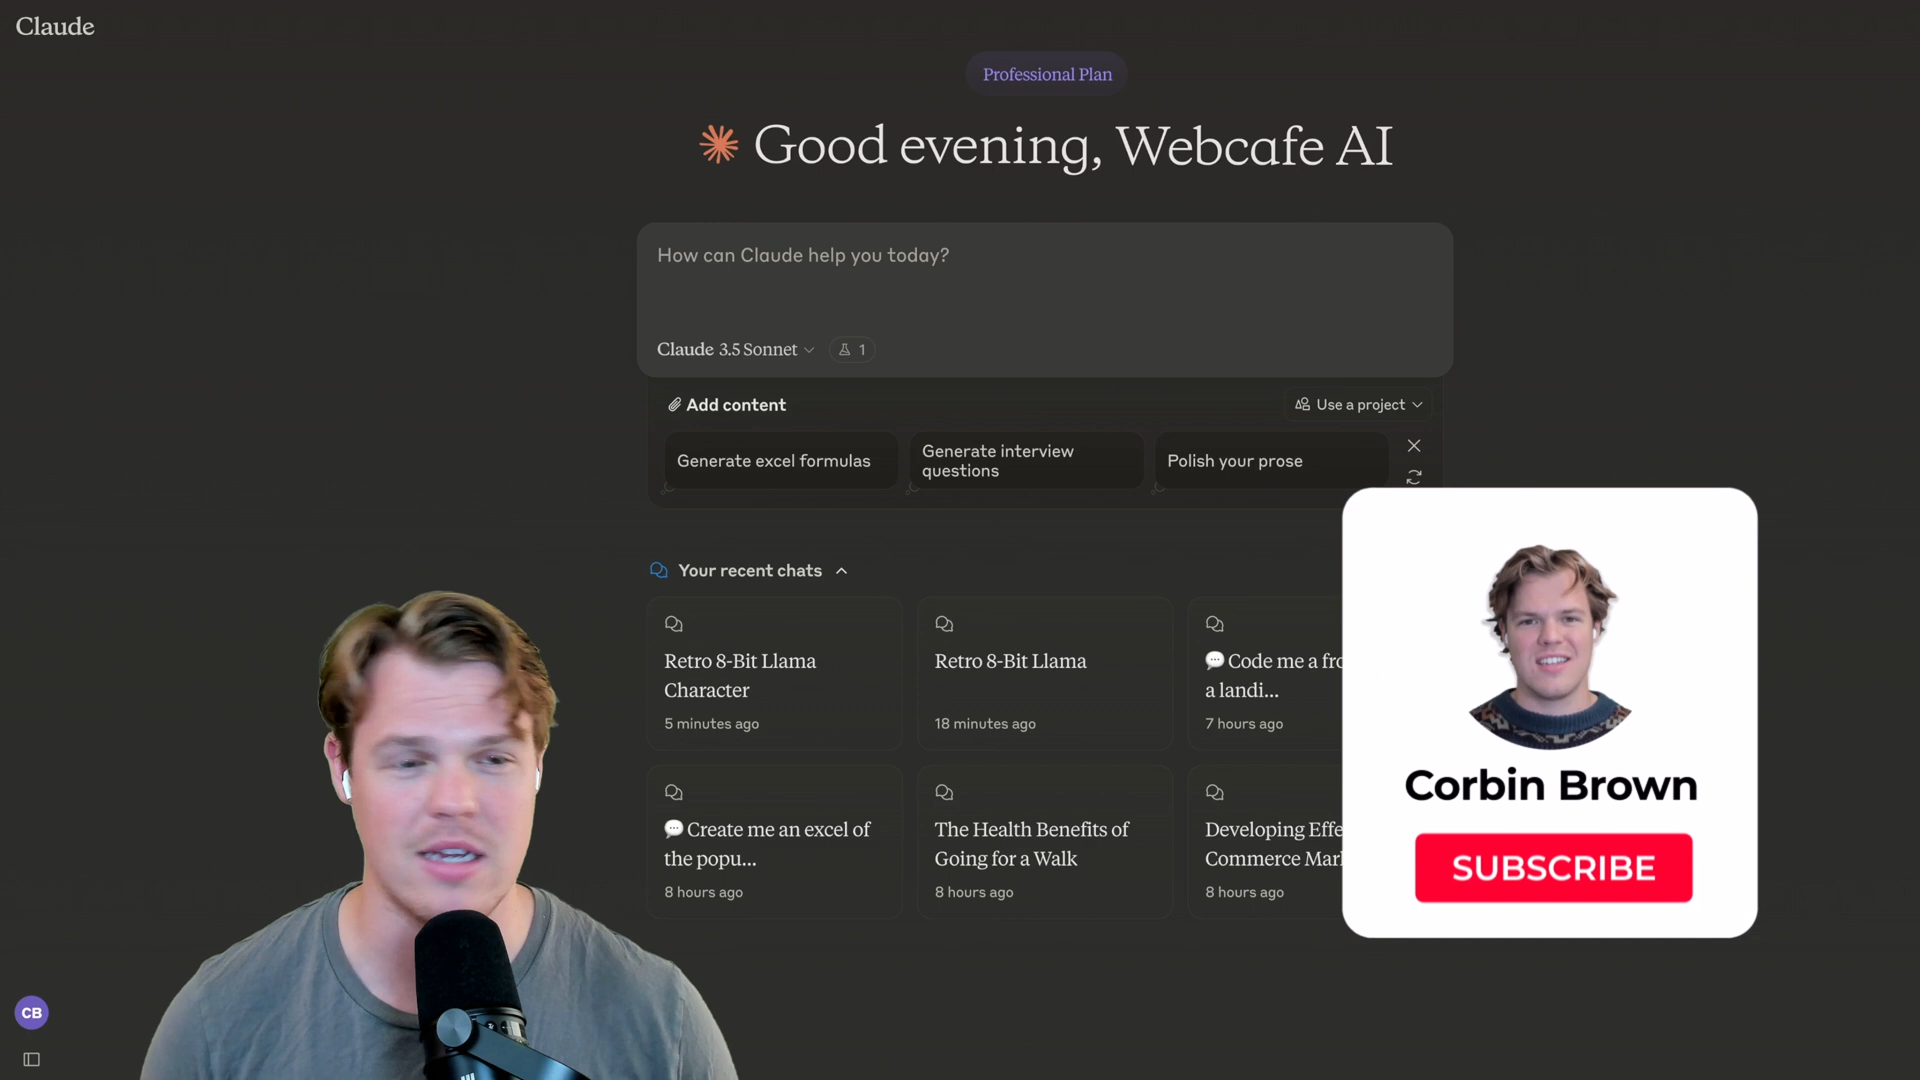 Claude
Professional Plan
Good evening, Webcafe AI
How can Claude help you today?
Claude 3.5 Sonnet
1
Add content
Use a project
Generate excel formulas
Generate interview
questions
Polish your prose
Your recent chats
Retro 8-Bit Llama
Character
5 minutes ago
Retro 8-Bit Llama
18 minutes ago
Code me a fro
a landi...
7 hours ago
Create me an excel of
the popu...
8 hours ago
The Health Benefits of
Going for a Walk
8 hours ago
Developing Effe
Commerce Mar
8 hours ago
Corbin Brown
SUBSCRIBE
CB